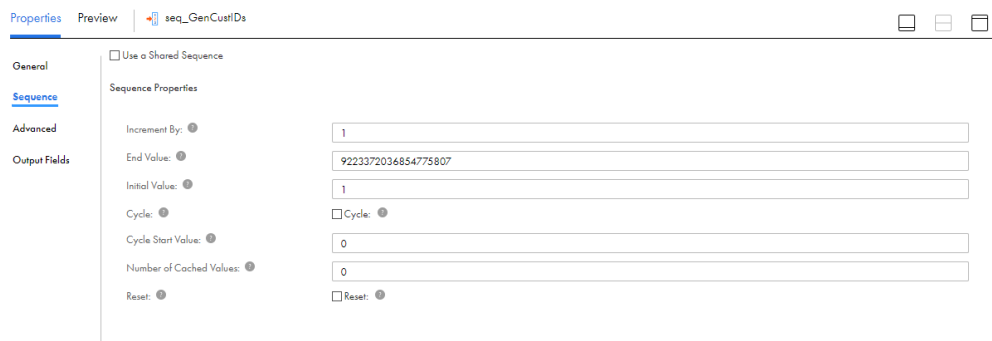 Properties Preview seq_GenCustIDs
General
Sequence
Advanced
Output Fields
Use a Shared Sequence
Sequence Properties
Increment By: ? 1
End Value: ? 9223372036854775807
Initial Value: ? 1
Cycle: ? Cycle: ?
Cycle Start Value: ? 0
Number of Cached Values: ? 0
Reset: ? Reset: ?